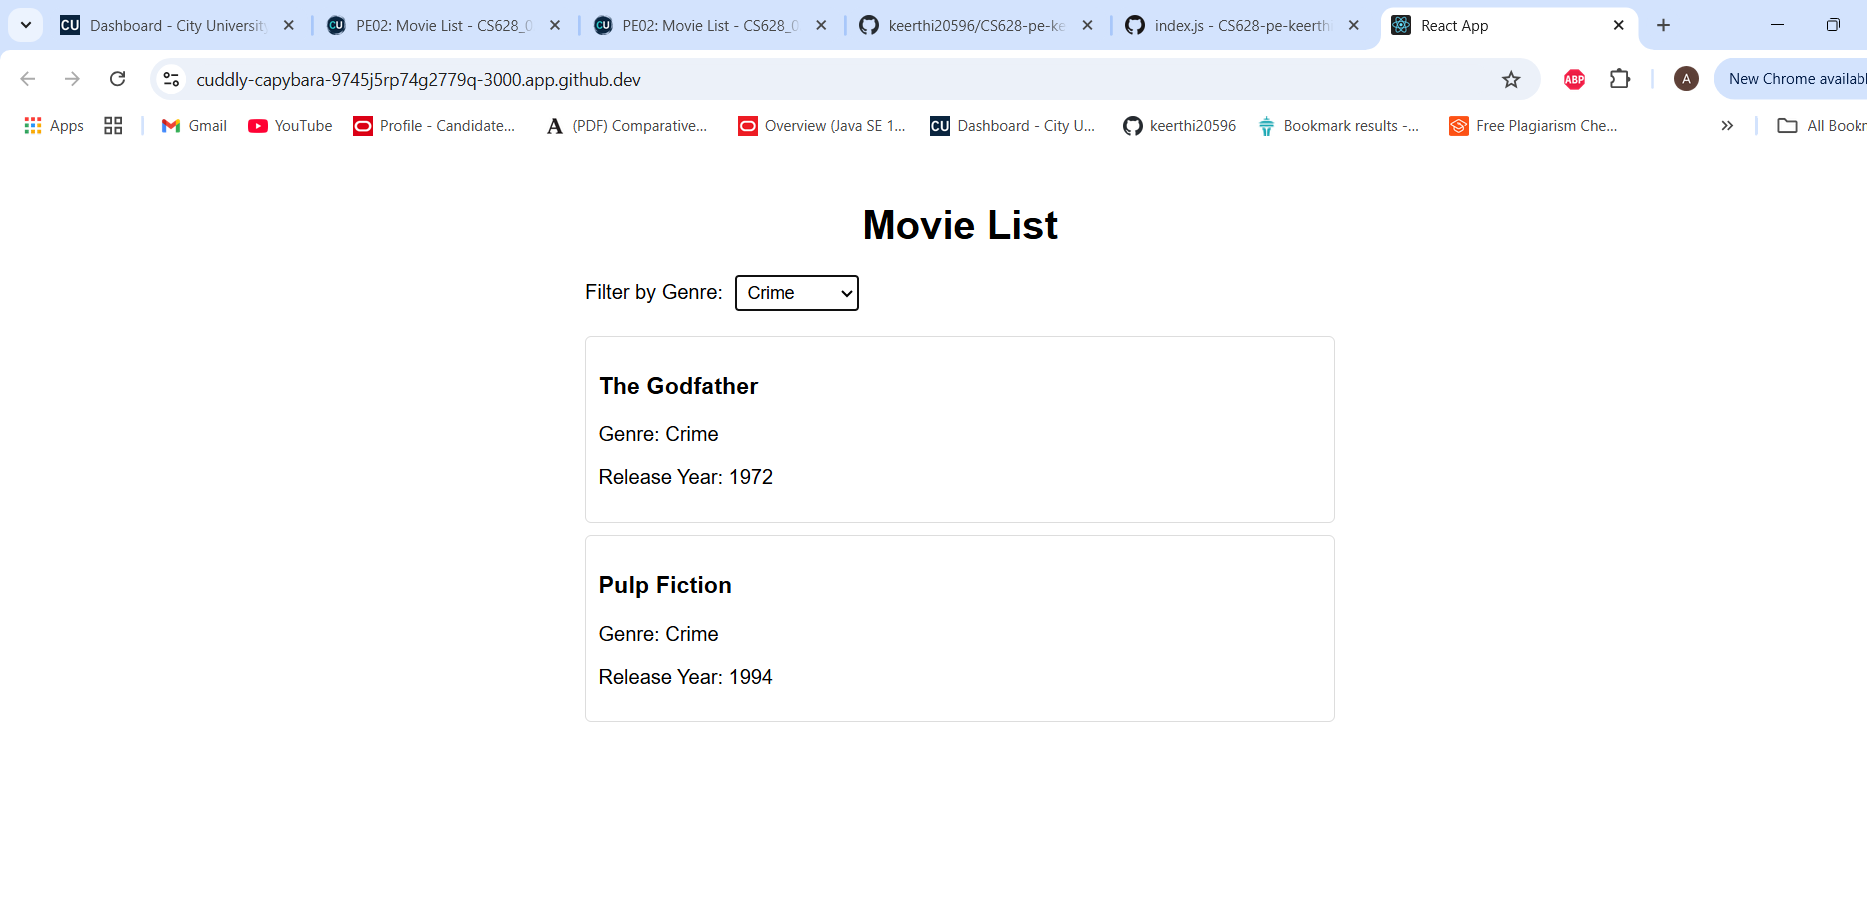 CU Dashboard - City University
CU PE02: Movie List - CS628_0
CU PE02: Movie List - CS628_0
keerthi20596/CS628-pe-ke
index.js - CS628-pe-keerth
React App
cuddly-capybara-9745j5rp74g2779q-3000.app.github.dev
ABP
A
New Chrome availabl
Apps
Gmail
YouTube
Profile - Candidate...
A (PDF) Comparative...
Overview (Java SE 1...
CU Dashboard - City U...
keerthi20596
Bookmark results -...
Free Plagiarism Che...
All Bookm
Movie List
Filter by Genre: Crime
The Godfather
Genre: Crime
Release Year: 1972
Pulp Fiction
Genre: Crime
Release Year: 1994